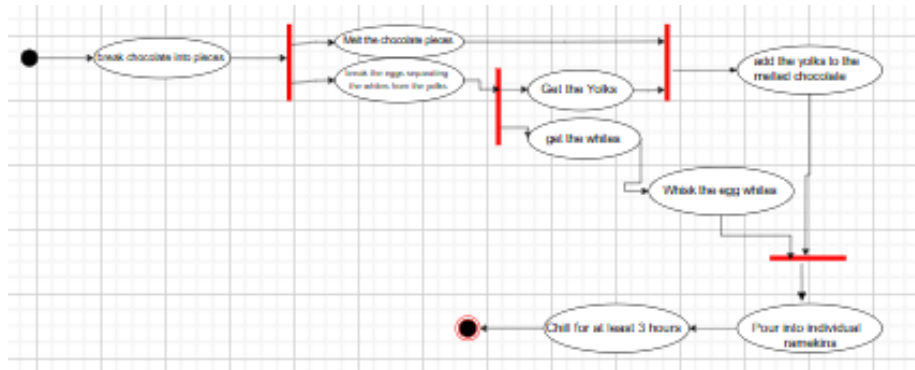 break chocolate into pieces
Melt the chocolate pieces
break the eggs separating
the whites from the yolks
Get the Yolks
get the whites
add the yolks to the
melted chocolate
Whisk the egg whites
Pour into individual
ramekins
Chill for at least 3 hours